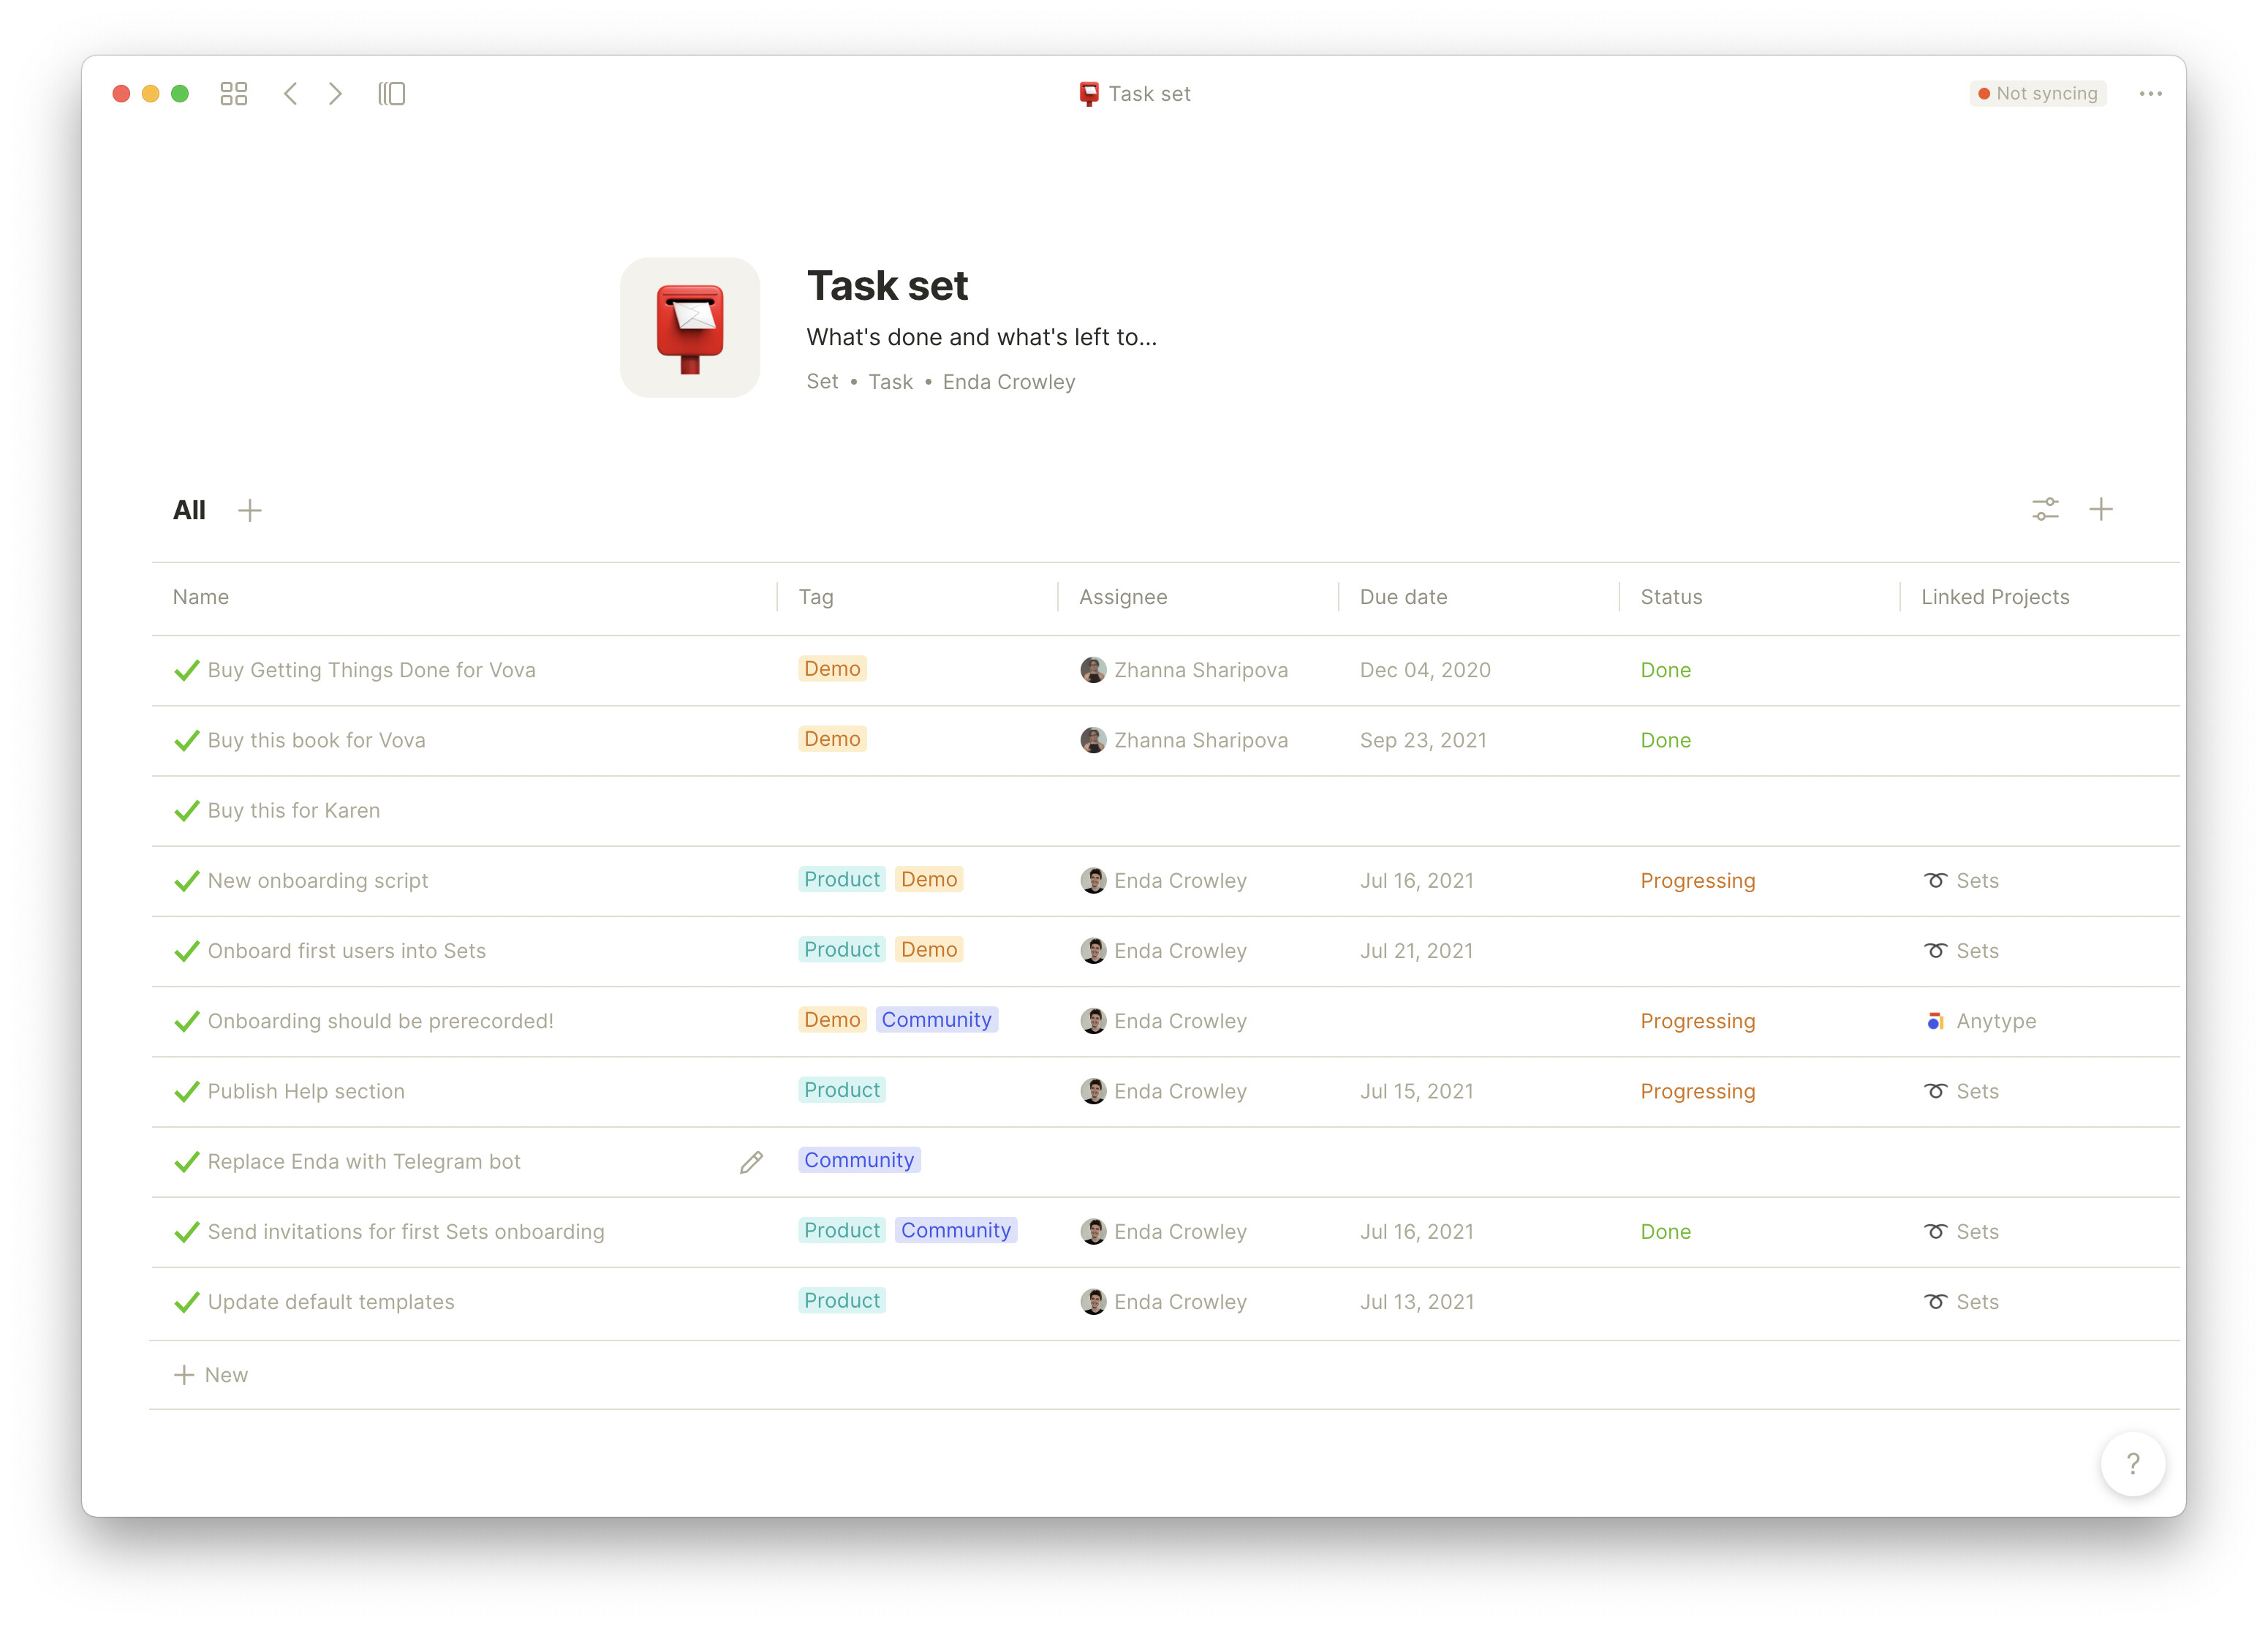 Task set
Not syncing
Task set
What's done and what's left to...
Set • Task • Enda Crowley
All
Name Tag Assignee Due date Status Linked Projects
Buy Getting Things Done for Vova Demo Zhanna Sharipova Dec 04, 2020 Done
Buy this book for Vova Demo Zhanna Sharipova Sep 23, 2021 Done
Buy this for Karen
New onboarding script Product Demo Enda Crowley Jul 16, 2021 Progressing Sets
Onboard first users into Sets Product Demo Enda Crowley Jul 21, 2021 Sets
Onboarding should be prerecorded! Demo Community Enda Crowley Progressing Anytype
Publish Help section Product Enda Crowley Jul 15, 2021 Progressing Sets
Replace Enda with Telegram bot Community
Send invitations for first Sets onboarding Product Community Enda Crowley Jul 16, 2021 Done Sets
Update default templates Product Enda Crowley Jul 13, 2021 Sets
New
?